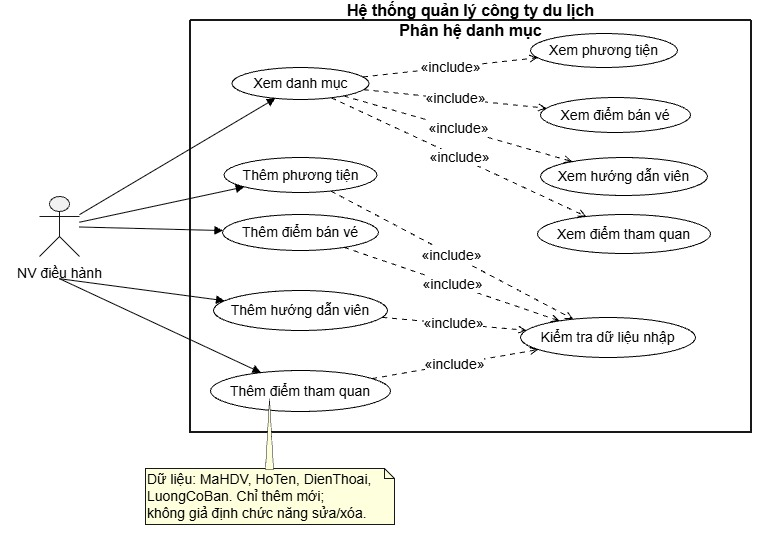 Hệ thống quản lý công ty du lịch
Phân hệ danh mục
Xem phương tiện
«include»
Xem danh mục
«include»
Xem điểm bán vé
«include»
«include»
Thêm phương tiện
Xem hướng dẫn viên
Thêm điểm bán vé
Xem điểm tham quan
«include»
NV điều hành
«include»
Thêm hướng dẫn viên
«include»
Kiểm tra dữ liệu nhập
«include»
Thêm điểm tham quan
Dữ liệu: MaHDV, HoTen, DienThoai,
LuongCoBan. Chỉ thêm mới;
không giả định chức năng sửa/xóa.